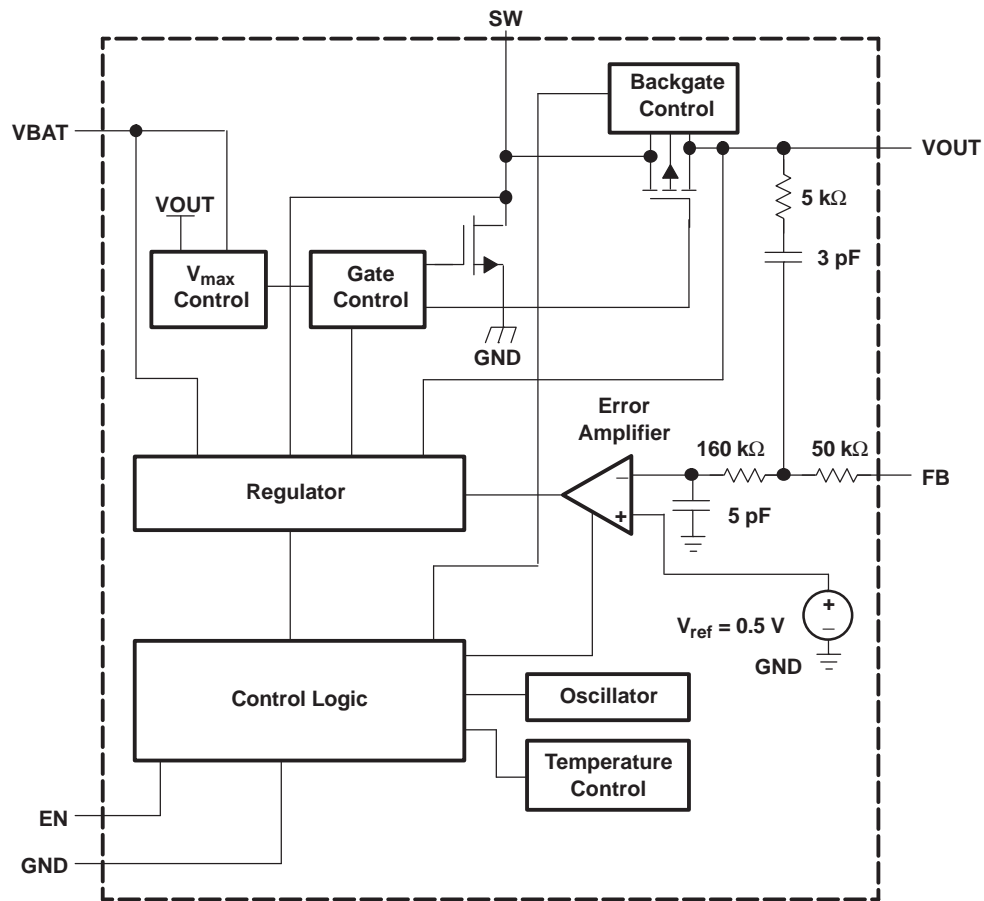 SW
Backgate
Control
VBAT
VOUT
VOUT
5 kΩ
3 pF
Vmax
Control
Gate
Control
GND
Error
Amplifier
160 kΩ
50 kΩ
Regulator
−
FB
+
5 pF
+
Vref = 0.5 V
−
GND
Control Logic
Oscillator
Temperature
Control
EN
GND